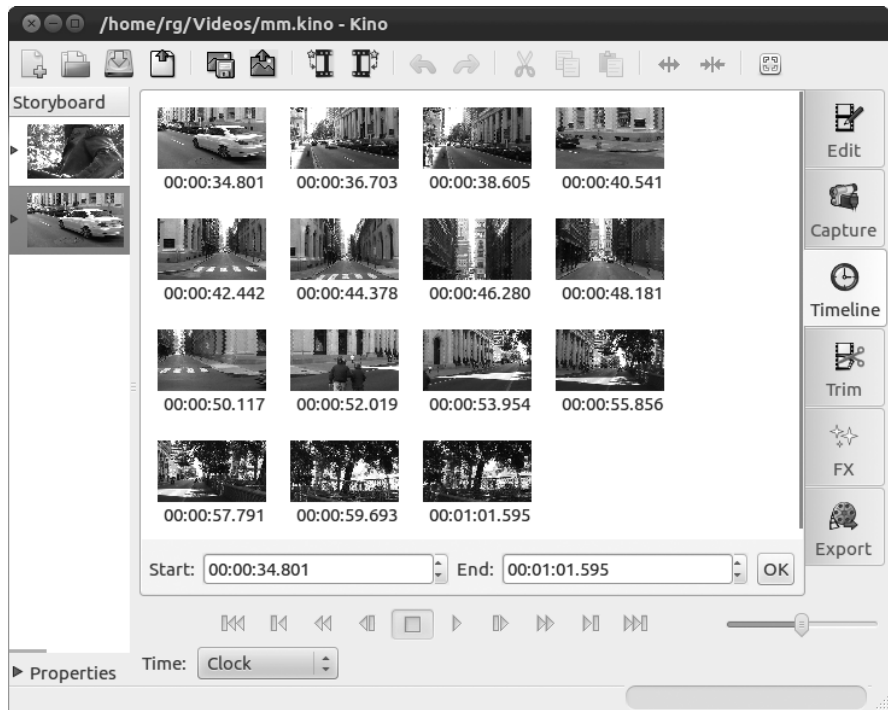 /home/rg/Videos/mm.kino - Kino
Storyboard
00:00:34.801 00:00:36.703 00:00:38.605 00:00:40.541
00:00:42.442 00:00:44.378 00:00:46.280 00:00:48.181
00:00:50.117 00:00:52.019 00:00:53.954 00:00:55.856
00:00:57.791 00:00:59.693 00:01:01.595
Start: 00:00:34.801 End: 00:01:01.595 OK
Edit
Capture
Timeline
Trim
FX
Export
Time: Clock
Properties